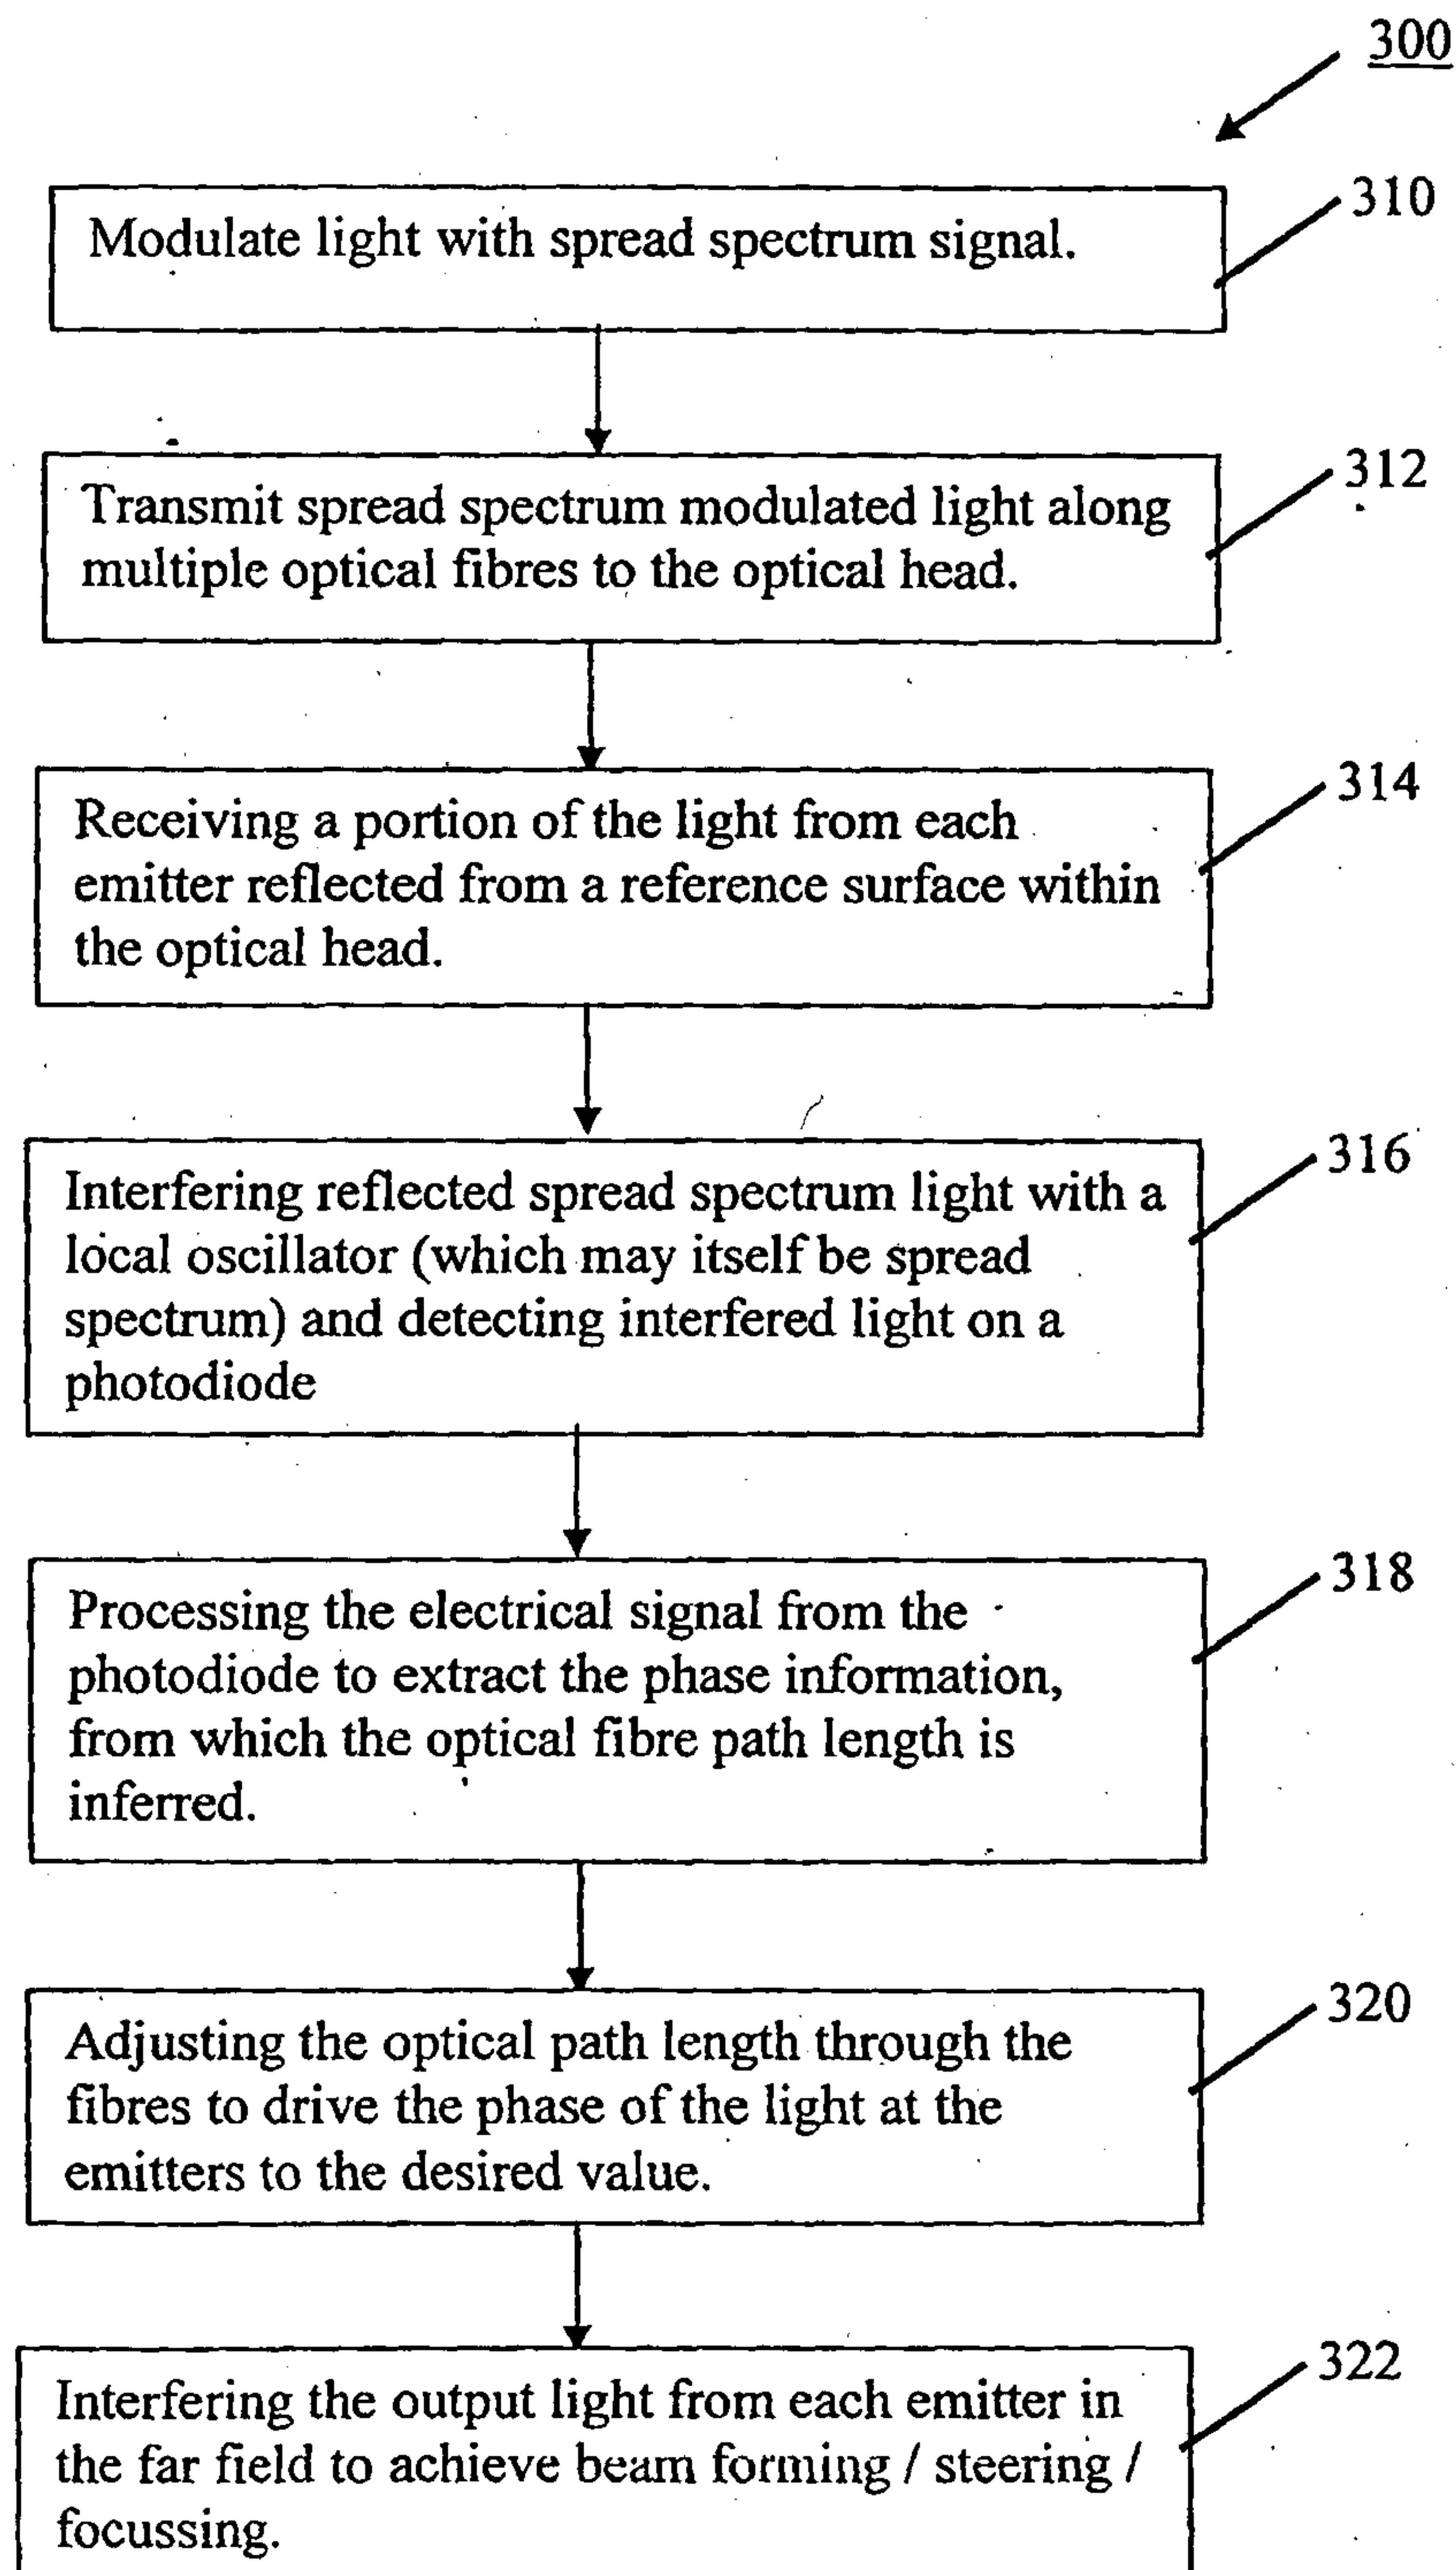 300
310
Modulate light with spread spectrum signal.
312
Transmit spread spectrum modulated light along
multiple optical fibres to the optical head.
314
Receiving a portion of the light from each
emitter reflected from a reference surface within
the optical head.
316
Interfering reflected spread spectrum light with a
local oscillator (which may itself be spread
spectrum) and detecting interfered light on a
photodiode
318
Processing the electrical signal from the
photodiode to extract the phase information,
from which the optical fibre path length is
inferred.
320
Adjusting the optical path length through the
fibres to drive the phase of the light at the
emitters to the desired value.
322
Interfering the output light from each emitter in
the far field to achieve beam forming / steering /
focussing.